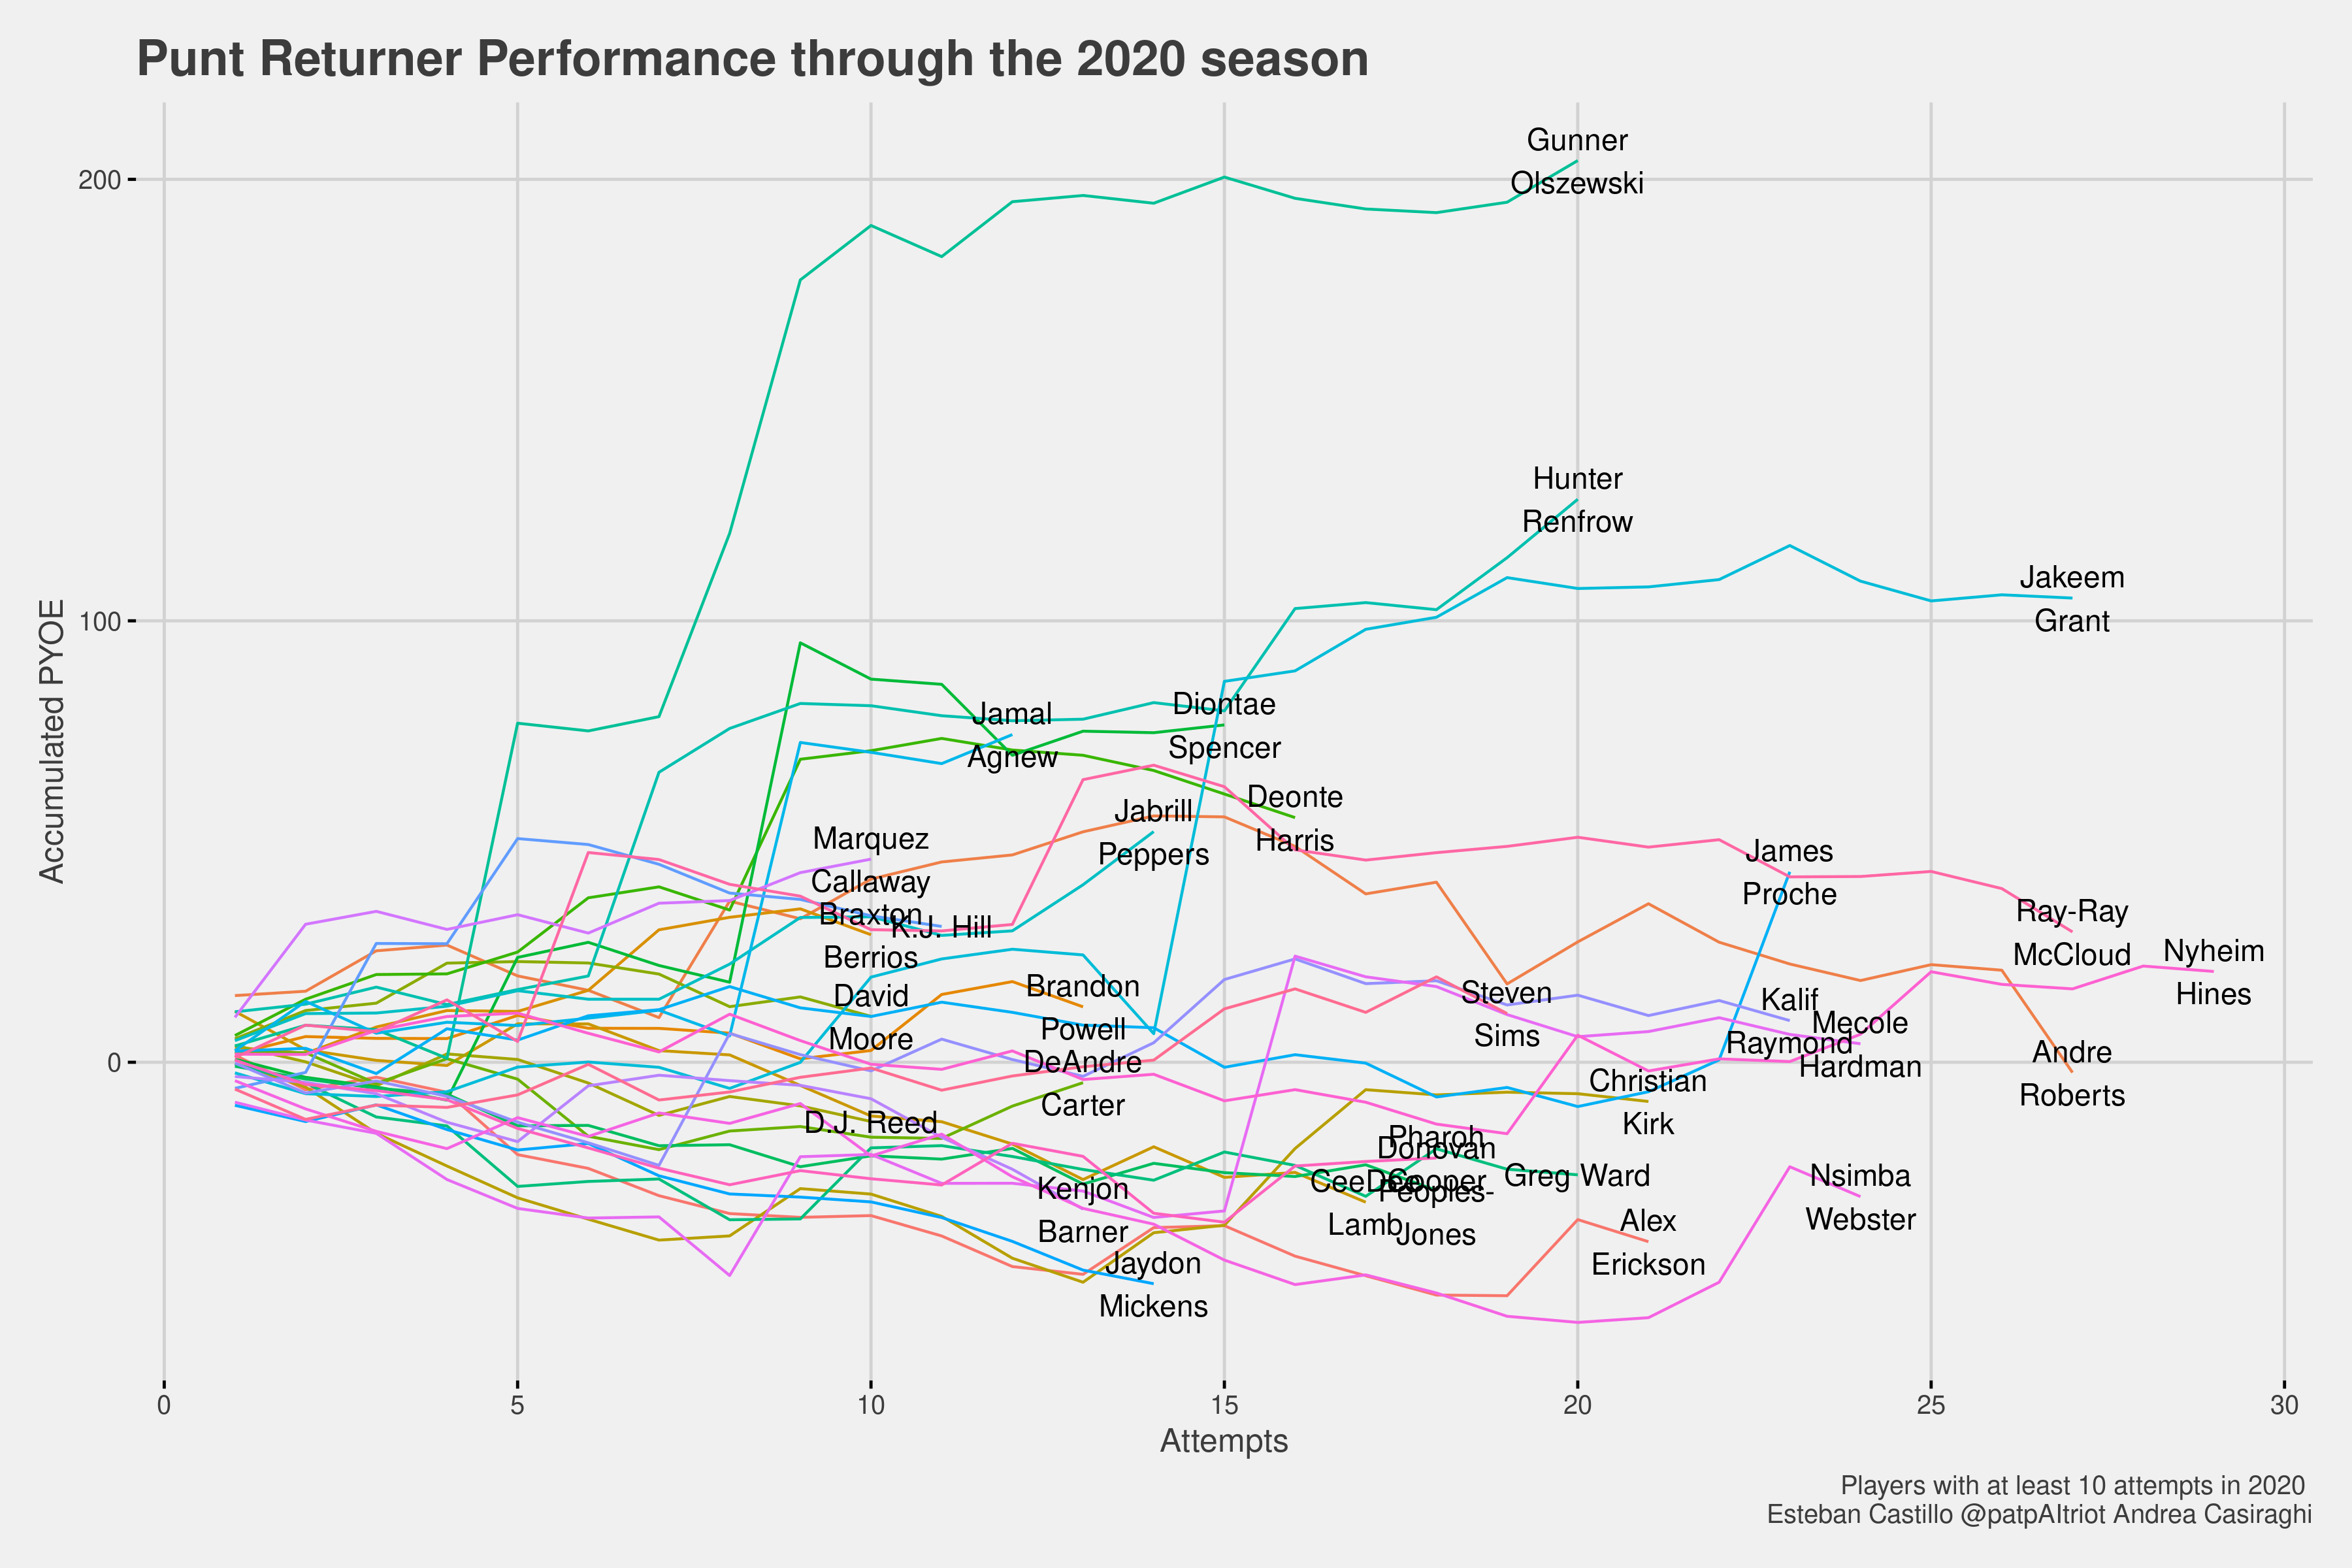 Punt Returner Performance through the 2020 season
Accumulated PYOE
200
100
0
Gunner
Olszewski
Hunter
Renfrow
Jakeem
Grant
Jamal
Agnew
Diontae
Spencer
Deonte
Harris
Jabrill
Peppers
Marquez
Callaway
Braxton
Berrios
K.J. Hill
James
Proche
Ray-Ray
McCloud
Nyheim
Hines
David
Moore
Brandon
Powell
Steven
Sims
Kalif
Raymond
Mecole
Hardman
DeAndre
Carter
Andre
Roberts
Christian
Kirk
D.J. Reed
Pharoh
Cooper
Donovan
Peoples-
Jones
CeeDee
Lamb
Greg Ward
Kenjon
Barner
Nsimba
Webster
Alex
Erickson
Jaydon
Mickens
0
5
10
15
20
25
30
Attempts
Players with at least 10 attempts in 2020
Esteban Castillo @patpAItriot Andrea Casiraghi